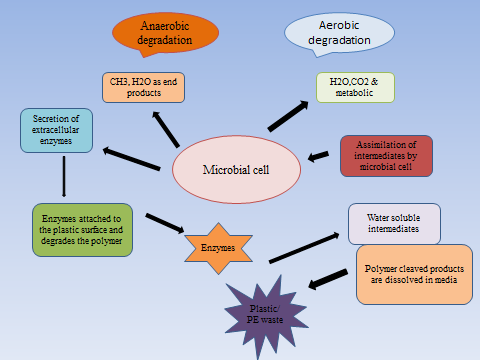 Anaerobic
degradation
Aerobic
degradation
CH3, H2O as end
products
H2O,CO2 &
metabolic
Secretion of
extracellular
enzymes
Microbial cell
Assimilation of
intermediates by
microbial cell
Enzymes attached to
the plastic surface and
degrades the polymer
Enzymes
Water soluble
intermediates
Polymer cleaved products
are dissolved in media
Plastic/
PE waste